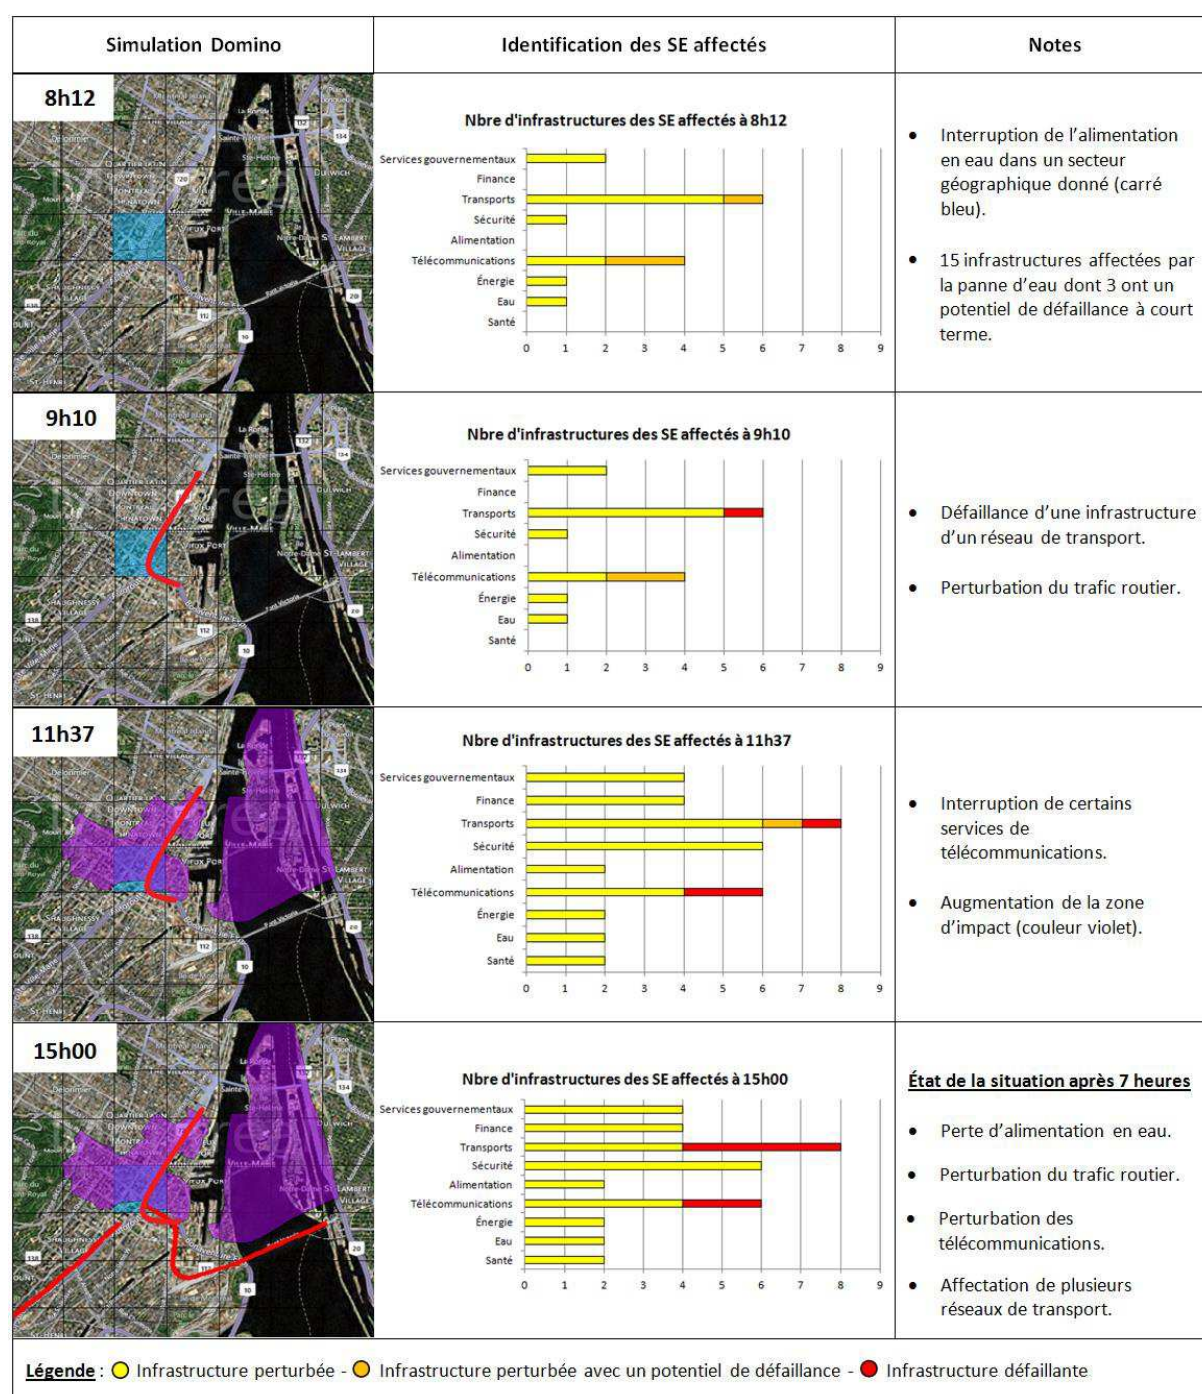 Simulation Domino
Identification des SE affectés
Notes
8h12
Nbre d'infrastructures des SE affectés à 8h12
Services gouvernementaux
Finance
Transports
Sécurité
Alimentation
Télécommunications
Énergie
Eau
Santé
0 1 2 3 4 5 6 7 8 9
• Interruption de l'alimentation
en eau dans un secteur
géographique donné (carré
bleu).
• 15 infrastructures affectées par
la panne d'eau dont 3 ont un
potentiel de défaillance à court
terme.
9h10
Nbre d'infrastructures des SE affectés à 9h10
Services gouvernementaux
Finance
Transports
Sécurité
Alimentation
Télécommunications
Énergie
Eau
Santé
0 1 2 3 4 5 6 7 8 9
• Défaillance d'une infrastructure
d'un réseau de transport.
• Perturbation du trafic routier.
11h37
Nbre d'infrastructures des SE affectés à 11h37
Services gouvernementaux
Finance
Transports
Sécurité
Alimentation
Télécommunications
Énergie
Eau
Santé
0 1 2 3 4 5 6 7 8 9
• Interruption de certains
services de
télécommunications.
• Augmentation de la zone
d'impact (couleur violet).
15h00
Nbre d'infrastructures des SE affectés à 15h00
Services gouvernementaux
Finance
Transports
Sécurité
Alimentation
Télécommunications
Énergie
Eau
Santé
0 1 2 3 4 5 6 7 8 9
État de la situation après 7 heures
• Perte d'alimentation en eau.
• Perturbation du trafic routier.
• Perturbation des
télécommunications.
• Affectation de plusieurs
réseaux de transport.
Légende : Infrastructure perturbée - Infrastructure perturbée avec un potentiel de défaillance - Infrastructure défaillante